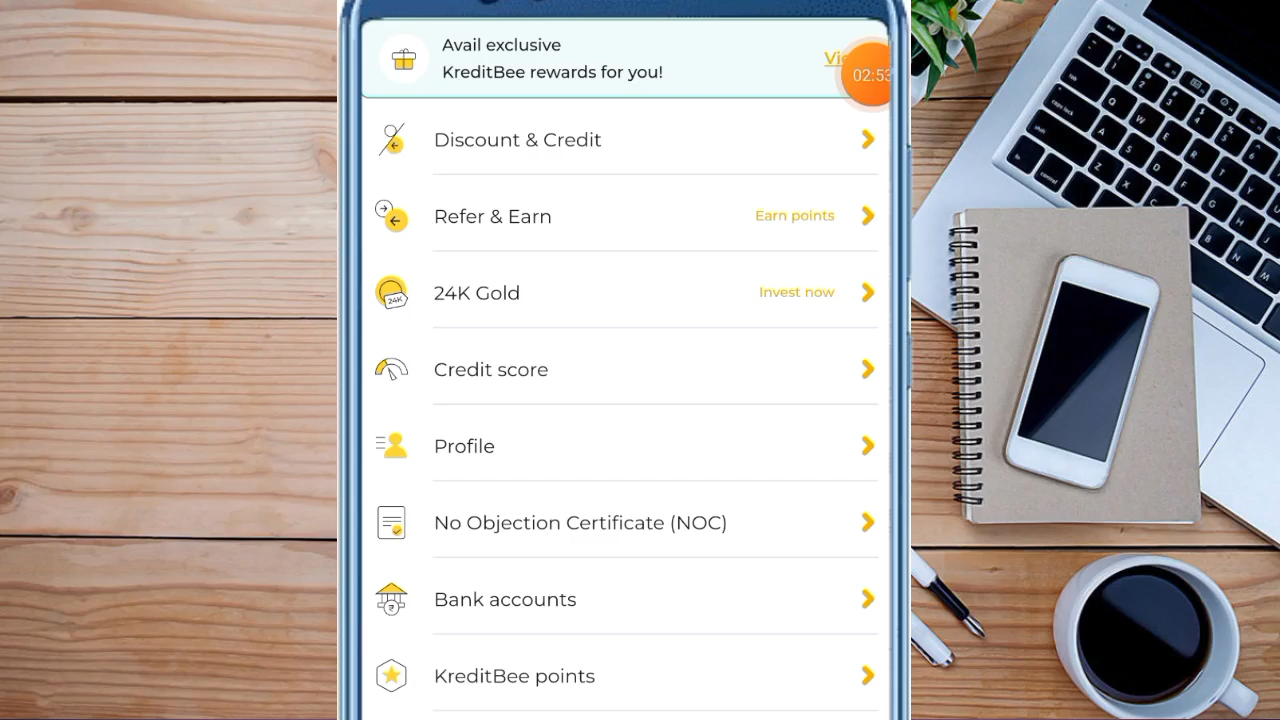 Avail exclusive
KreditBee rewards for you!
02:53
Discount & Credit
Refer & Earn
Earn points
24K Gold
Invest now
24K
Credit score
Profile
No Objection Certificate (NOC)
Bank accounts
KreditBee points